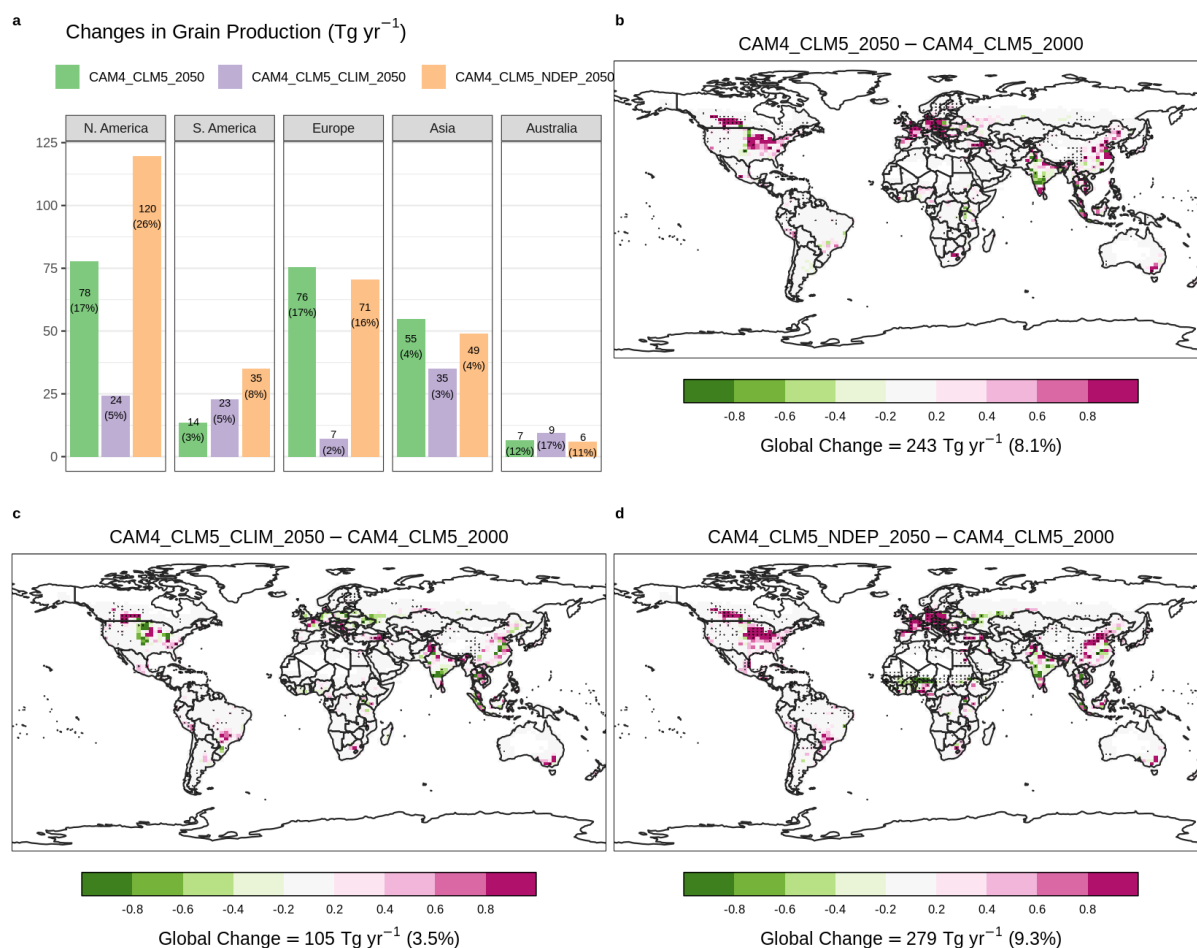 a
Changes in Grain Production (Tg yr−1)
CAM4_CLM5_2050 CAM4_CLM5_CLIM_2050 CAM4_CLM5_NDEP_2050
N. America S. America Europe Asia Australia
125
100
75
50
25
0
78
(17%)
24
(5%)
120
(26%)
14
(3%)
23
(5%)
35
(8%)
76
(17%)
7
(2%)
71
(16%)
55
(4%)
35
(3%)
49
(4%)
7
(12%)
9
(17%)
6
(11%)
b
CAM4_CLM5_2050 − CAM4_CLM5_2000
-0.8 -0.6 -0.4 -0.2 0.2 0.4 0.6 0.8
Global Change = 243 Tg yr−1 (8.1%)
c
CAM4_CLM5_CLIM_2050 − CAM4_CLM5_2000
-0.8 -0.6 -0.4 -0.2 0.2 0.4 0.6 0.8
Global Change = 105 Tg yr−1 (3.5%)
d
CAM4_CLM5_NDEP_2050 − CAM4_CLM5_2000
-0.8 -0.6 -0.4 -0.2 0.2 0.4 0.6 0.8
Global Change = 279 Tg yr−1 (9.3%)